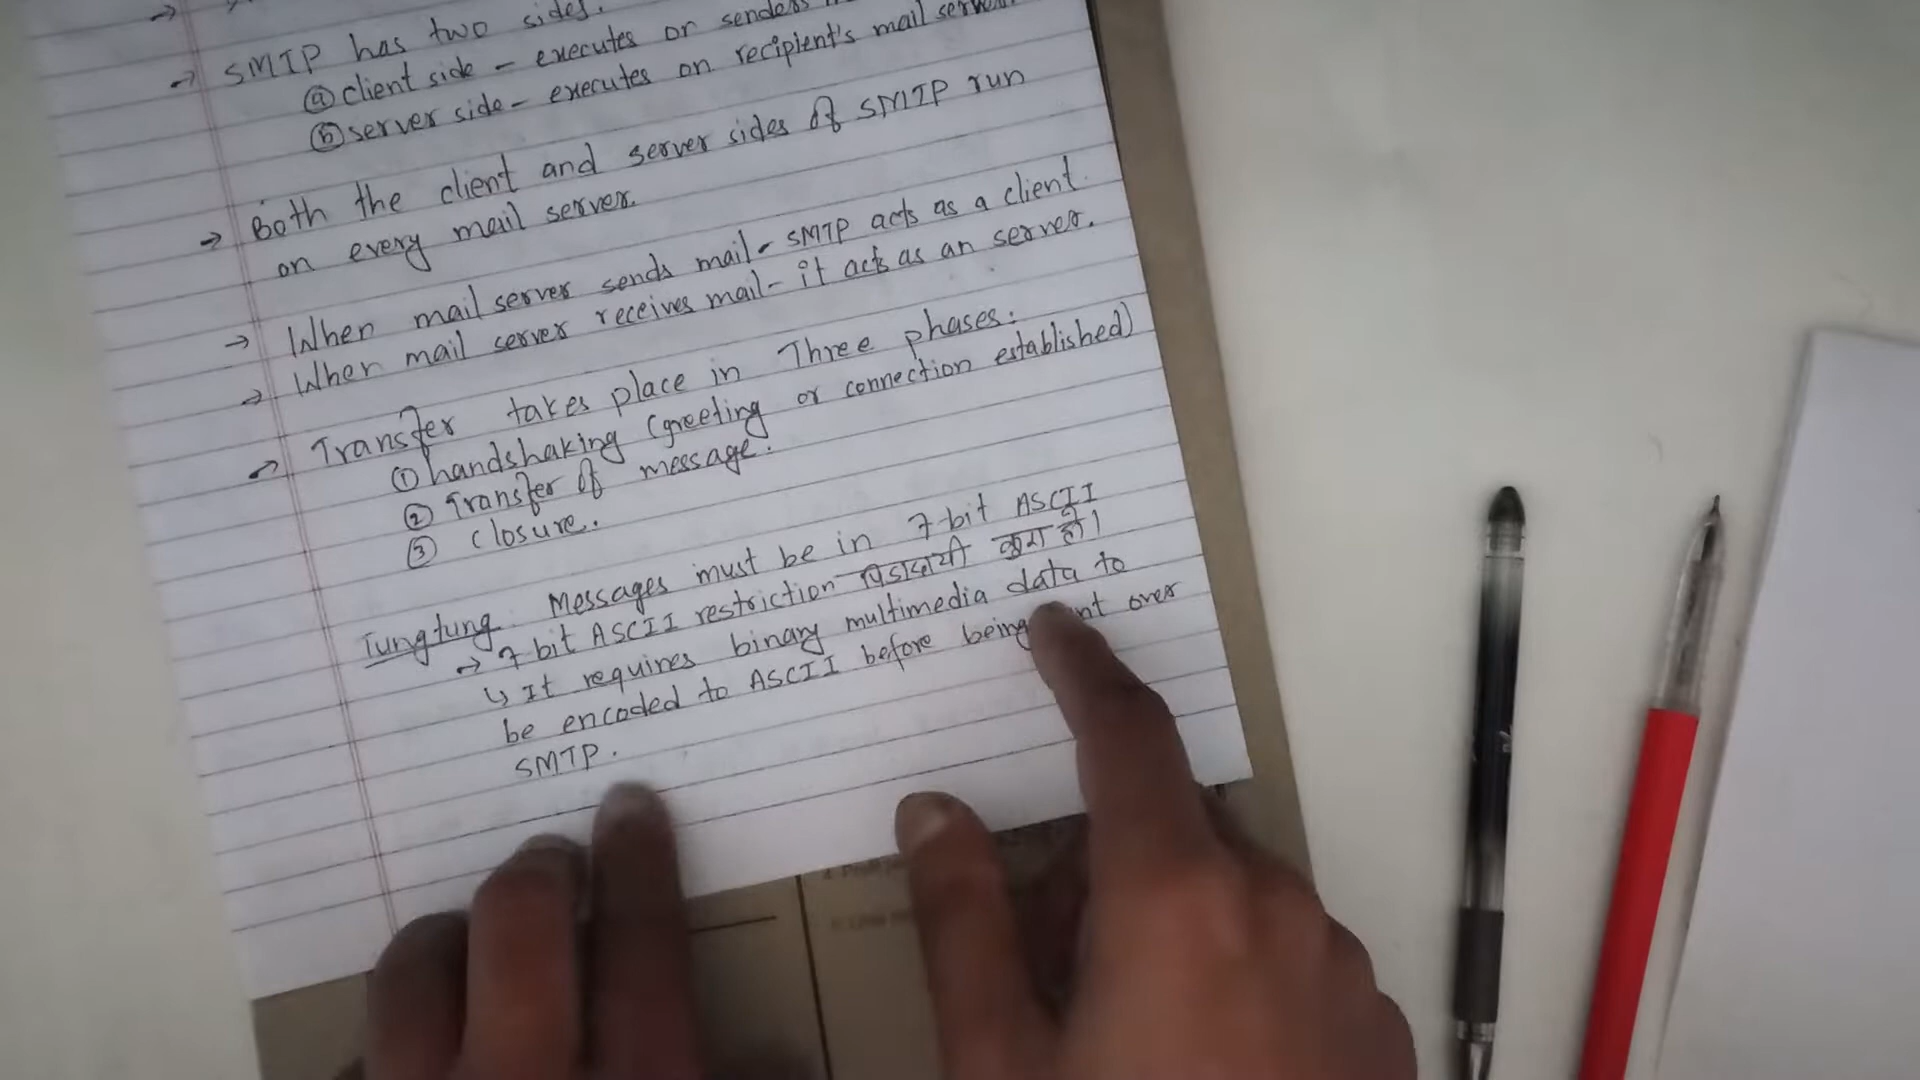 → SMTP has two sides.
ⓐ client side - executes on senders
ⓑ server side - executes on recipient's mail server.
→ Both the client and server sides of SMTP run
on every mail server.
→ When mail server sends mail - SMTP acts as a client.
→ When mail server receives mail - it acts as an server.
→ Transfer takes place in Three phases:
① handshaking (greeting or connection established)
② Transfer of message.
③ Closure.
Tungtung. Messages must be in 7-bit ASCII
→ 7 bit ASCII restriction
↳ It requires binary multimedia data to
be encoded to ASCII before being over
SMTP.